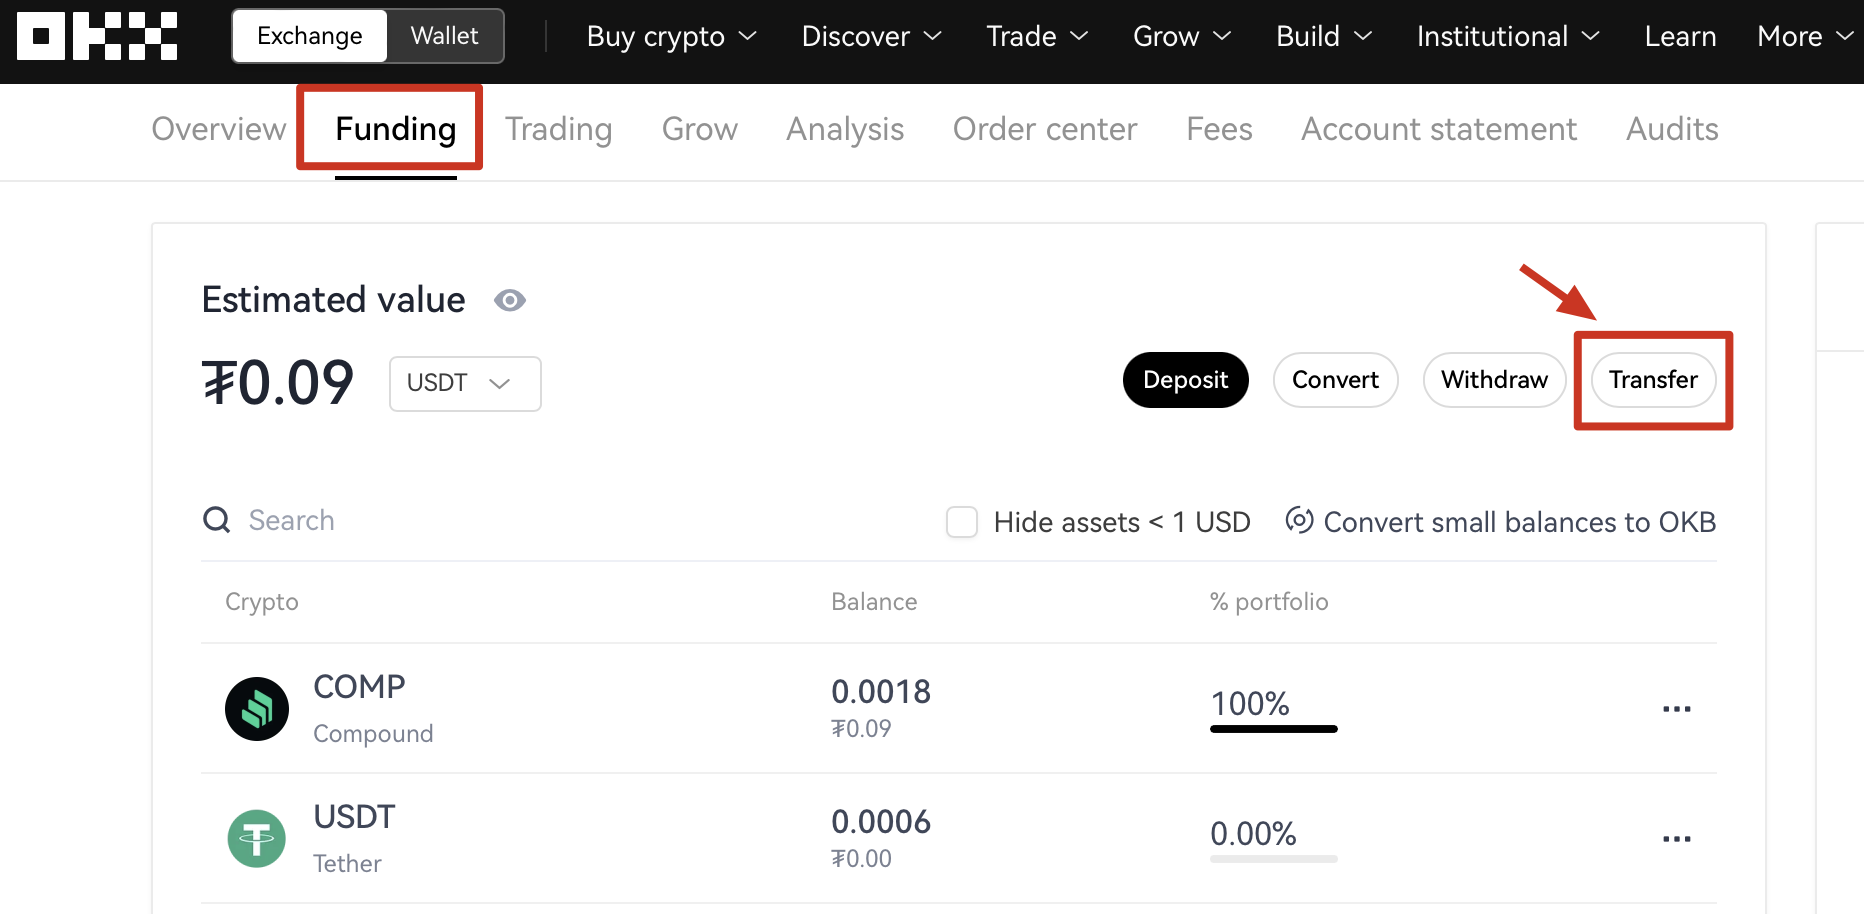 OKX Exchange Wallet Buy crypto Discover Trade Grow Build Institutional Learn More
Overview Funding Trading Grow Analysis Order center Fees Account statement Audits
Estimated value
₮0.09 USDT Deposit Convert Withdraw Transfer
Search Hide assets < 1 USD Convert small balances to OKB
Crypto Balance % portfolio
COMP 0.0018 100%
Compound ₮0.09
USDT 0.0006 0.00%
Tether ₮0.00